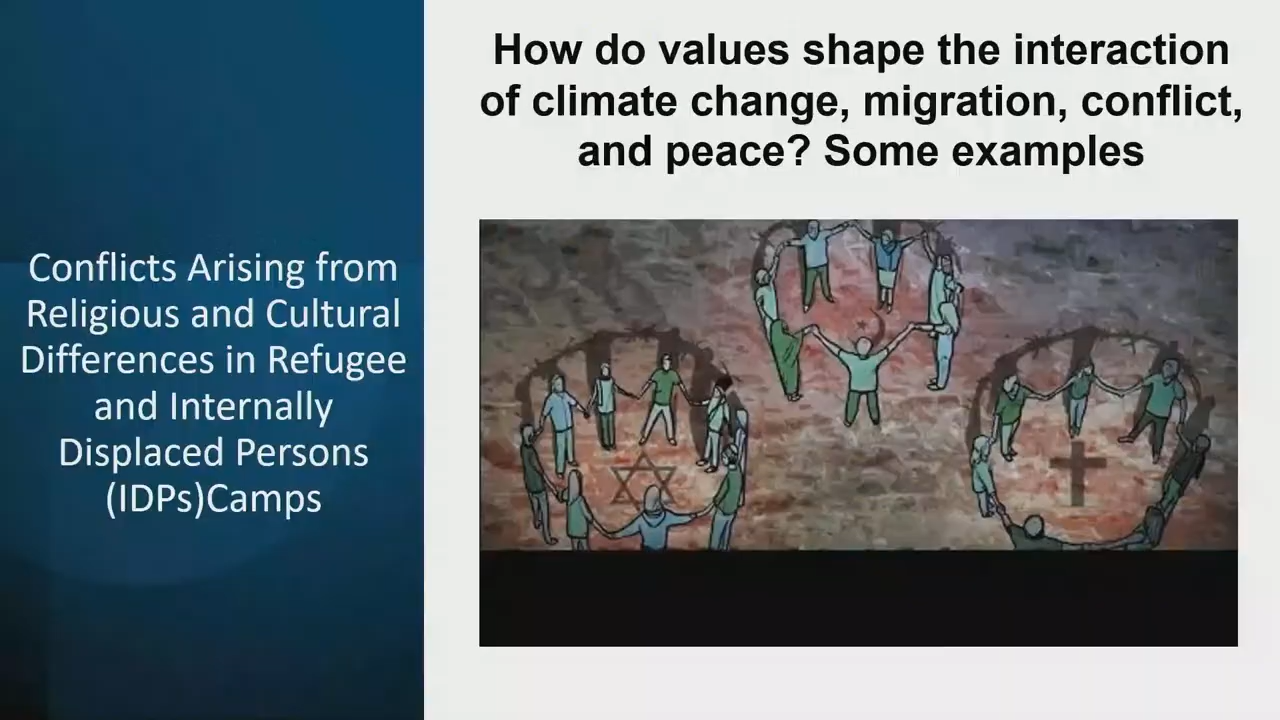 How do values shape the interaction
of climate change, migration, conflict,
and peace? Some examples
Conflicts Arising from
Religious and Cultural
Differences in Refugee
and Internally
Displaced Persons
(IDPs)Camps